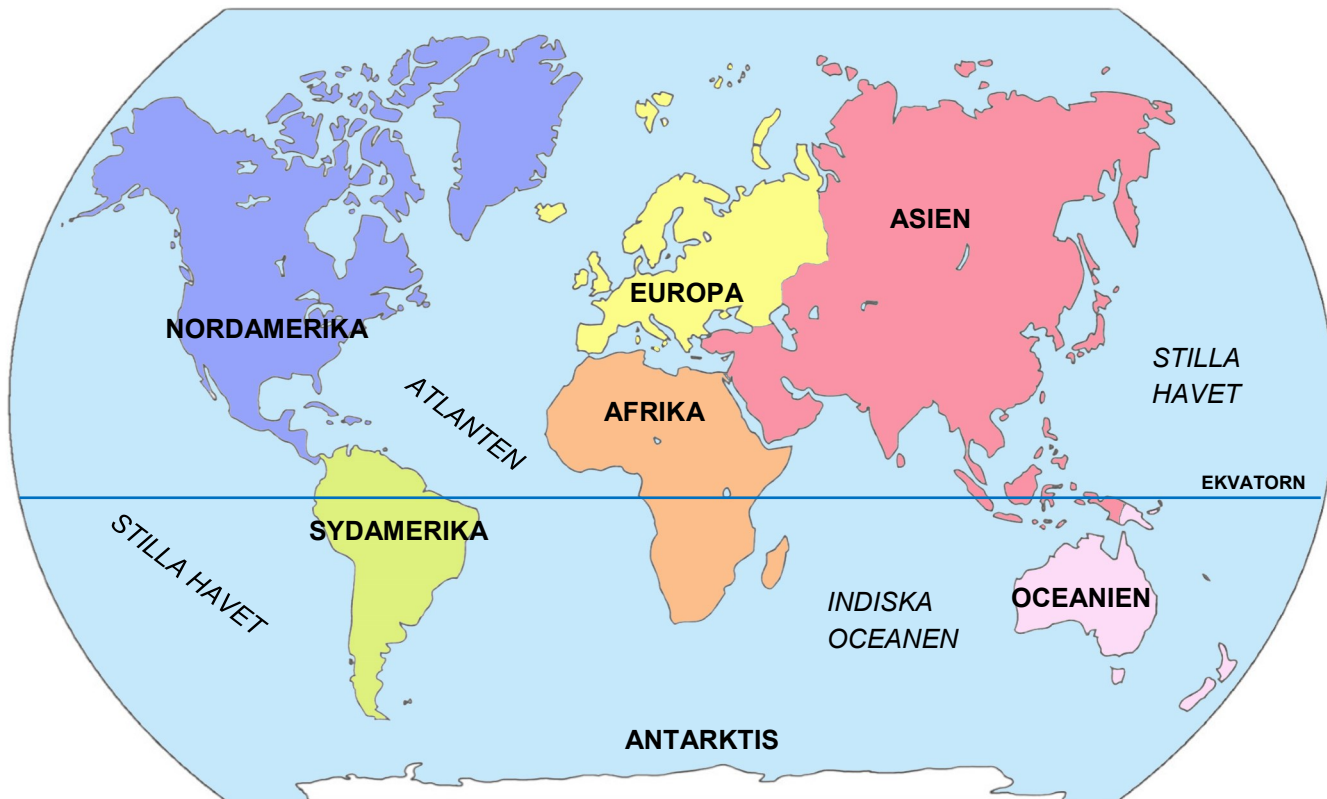 ASIEN
EUROPA
NORDAMERIKA
STILLA
HAVET
ATLANTEN
AFRIKA
EKVATORN
STILLA HAVET
SYDAMERIKA
INDISKA
OCEANEN
OCEANIEN
ANTARKTIS